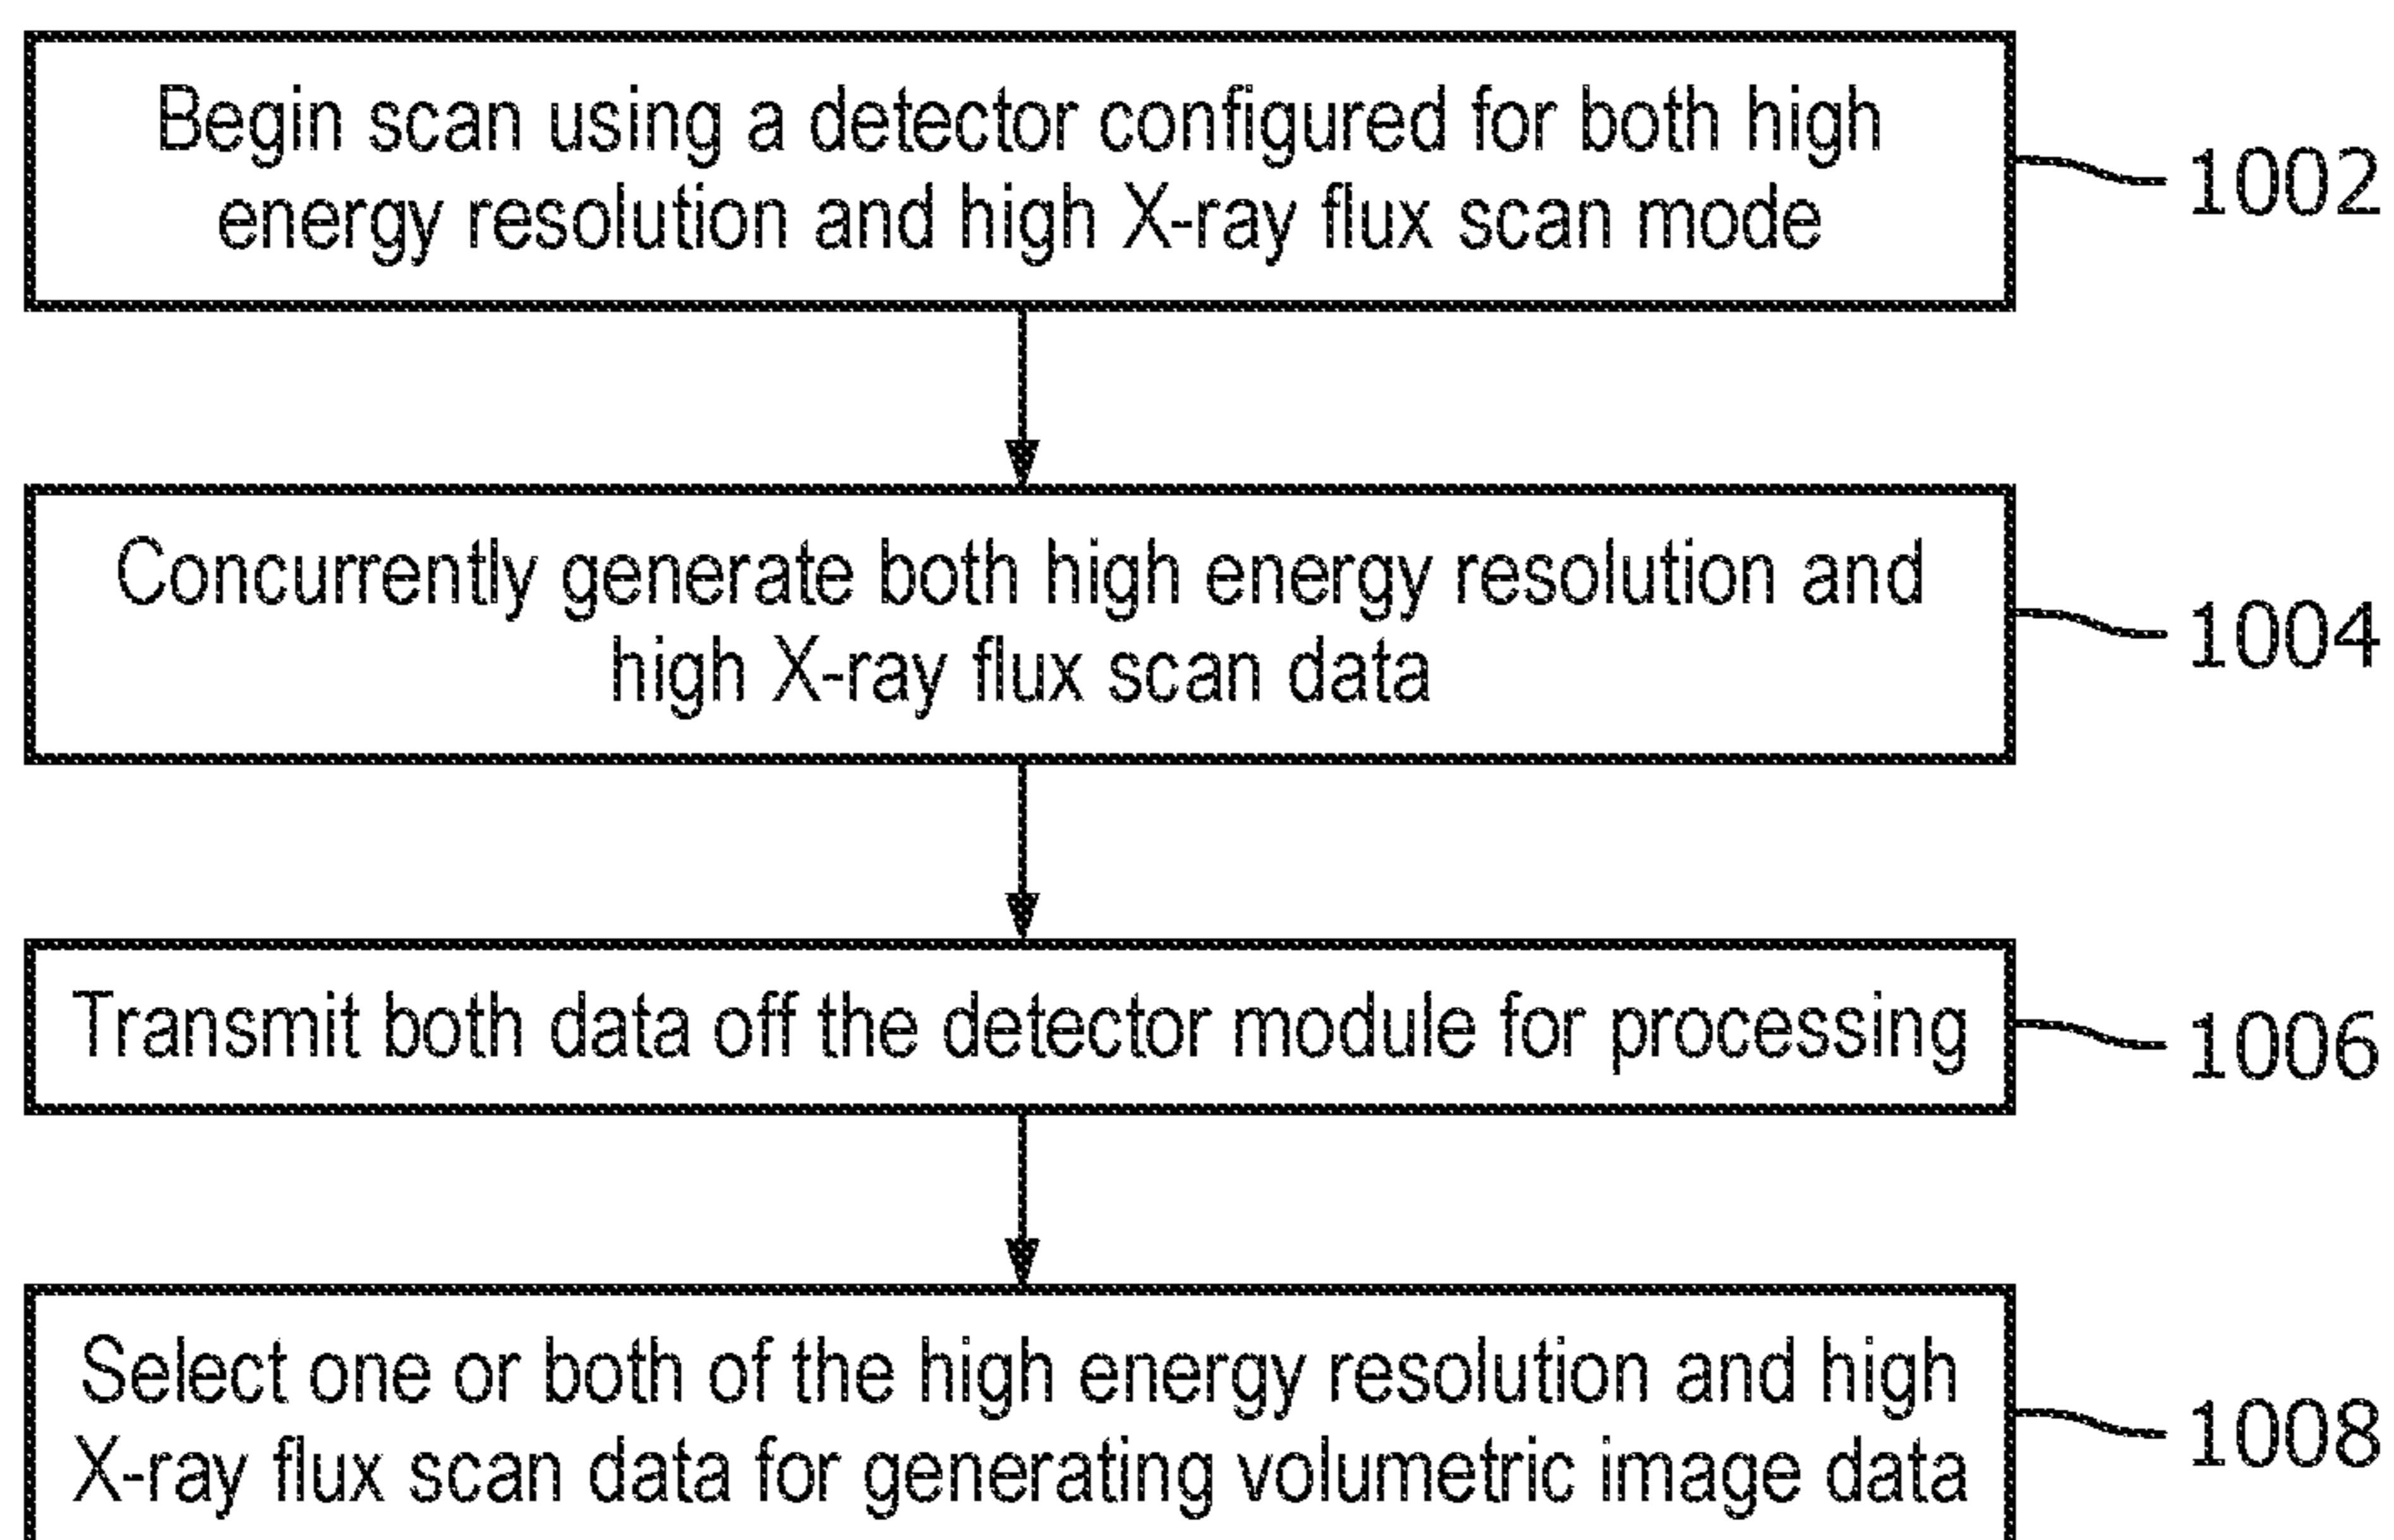 Begin scan using a detector configured for both high
energy resolution and high X-ray flux scan mode
1002
Concurrently generate both high energy resolution and
high X-ray flux scan data
1004
Transmit both data off the detector module for processing
1006
Select one or both of the high energy resolution and high
X-ray flux scan data for generating volumetric image data
1008